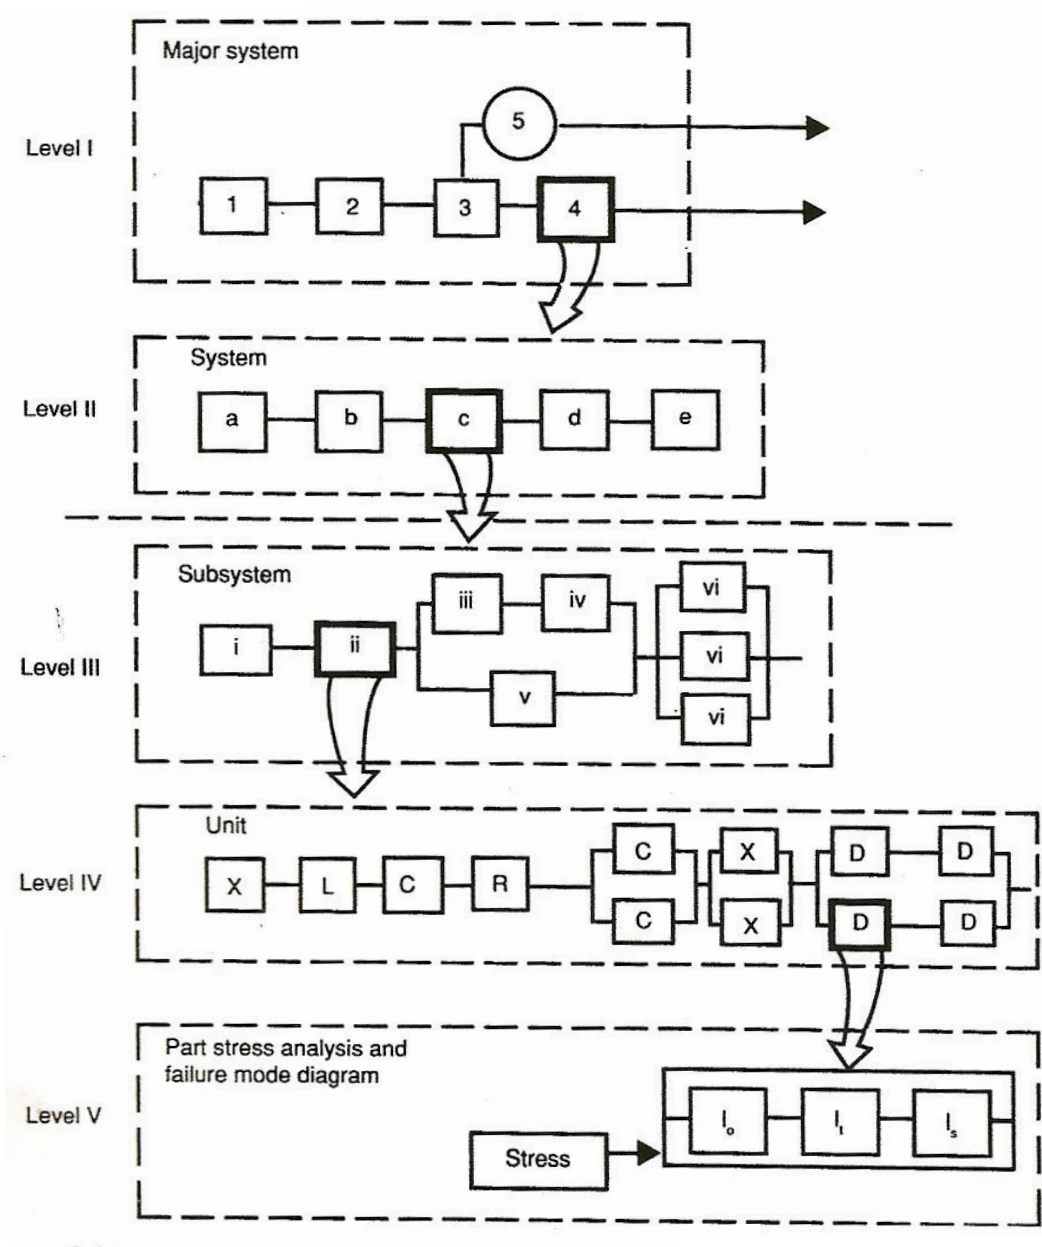 Major system
Level I
5
1 2 3 4
System
Level II
a b c d e
Subsystem
Level III
i ii iii iv v vi
vi
vi
Unit
Level IV
X L C R C X D D
C X D D
Part stress analysis and
failure mode diagram
Level V
Stress
I₀ Iₜ Iₛ